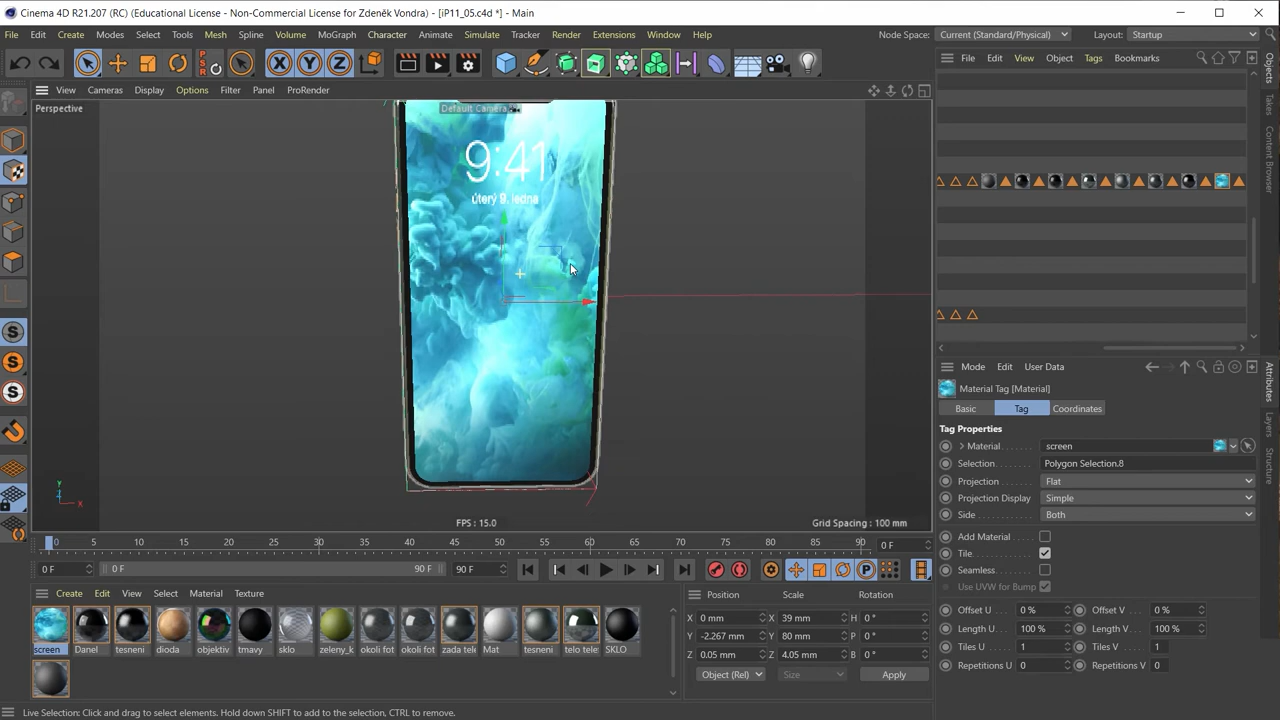 Cinema 4D R21.207 (RC) (Educational License - Non-Commercial License for Zdeněk Vondra) - [iP11_05.c4d *] - Main
File Edit Create Modes Select Tools Mesh Spline Volume MoGraph Character Animate Simulate Tracker Render Extensions Window Help Node Space: Current (Standard/Physical) Layout: Startup
X Y Z PSR 0
View Cameras Display Options Filter Panel ProRender File Edit View Object Tags Bookmarks
Perspective
Default Camera
9:41
úterý 9. ledna
Objects
Takes
Content Browser
S
S
S
Y
Z
X
FPS : 15.0
Grid Spacing : 100 mm
Mode Edit User Data
Material Tag [Material]
Basic Tag Coordinates
Tag Properties
Material screen
Selection Polygon Selection.8
Projection Flat
Projection Display Simple
Side Both
Add Material
Tile
Seamless
Use UVW for Bump
Offset U 0 % Offset V 0 %
Length U 100 % Length V 100 %
Tiles U 1 Tiles V 1
Repetitions U 0 Repetitions V 0
Attributes
Layers
Structure
0 5 10 15 20 25 30 35 40 45 50 55 60 65 70 75 80 85 90 0 F
0 F 0 F 90 F 90 F P
Create Edit View Select Material Texture
screen Danel tesneni dioda objektiv tmavy sklo zeleny_k okoli fot okoli fot zada tele Mat tesneni telo tele SKLO
Position Scale Rotation
X 0 mm X 39 mm H 0 °
Y -2.267 mm Y 80 mm P 0 °
Z 0.05 mm Z 4.05 mm B 0 °
Object (Rel) Size Apply
Live Selection: Click and drag to select elements. Hold down SHIFT to add to the selection, CTRL to remove.